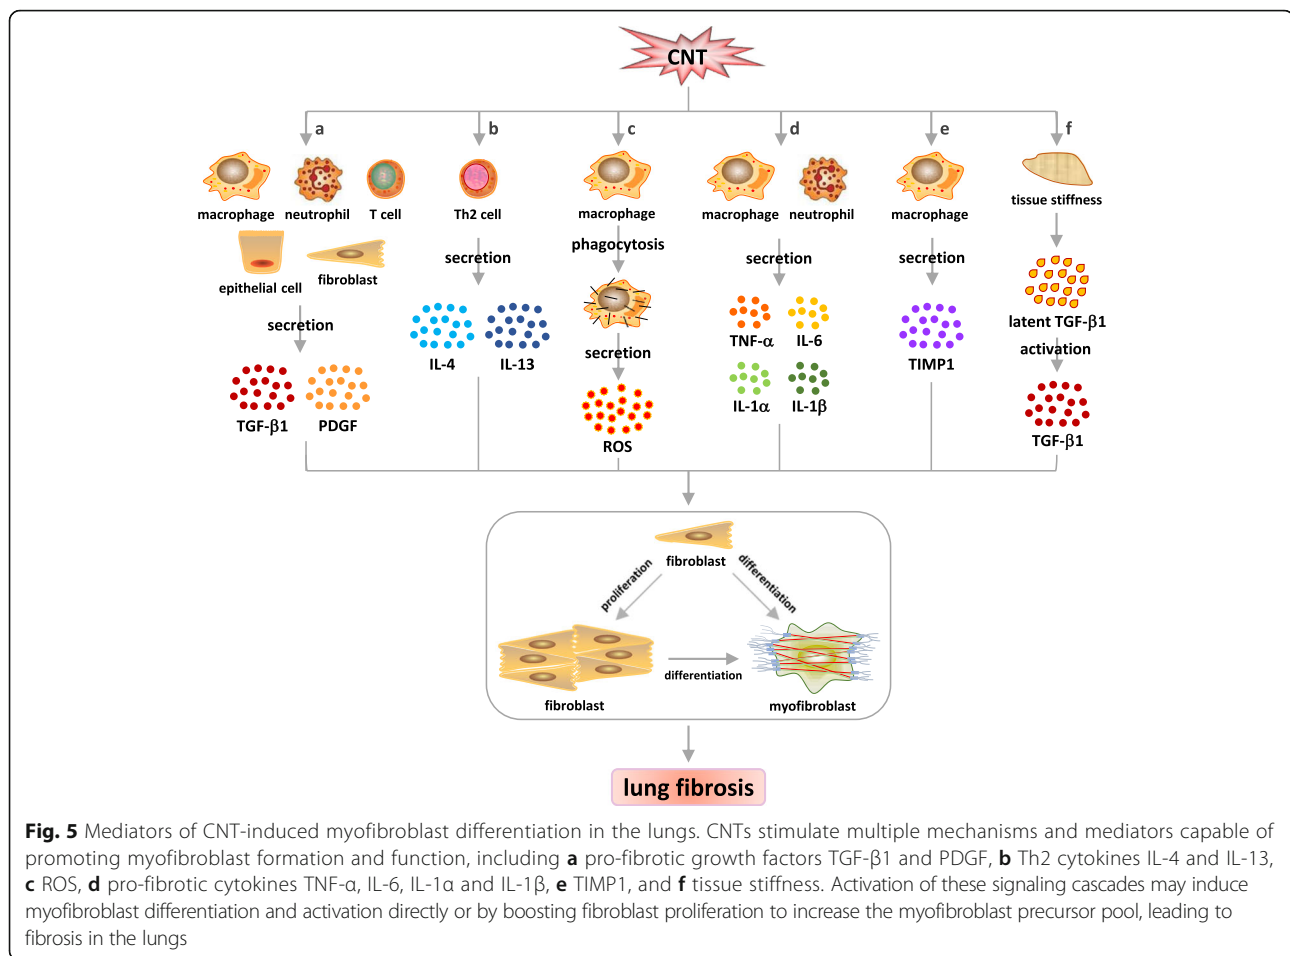 CNT
a
b
c
d
e
f
macrophage
neutrophil
T cell
epithelial cell
fibroblast
secretion
TGF-β1
PDGF
Th2 cell
secretion
IL-4
IL-13
macrophage
phagocytosis
secretion
ROS
macrophage
neutrophil
secretion
TNF-α
IL-6
IL-1α
IL-1β
macrophage
secretion
TIMP1
tissue stiffness
latent TGF-β1
activation
TGF-β1
fibroblast
proliferation
differentiation
fibroblast
differentiation
myofibroblast
lung fibrosis
Fig. 5 Mediators of CNT-induced myofibroblast differentiation in the lungs. CNTs stimulate multiple mechanisms and mediators capable of
promoting myofibroblast formation and function, including a pro-fibrotic growth factors TGF-β1 and PDGF, b Th2 cytokines IL-4 and IL-13,
c ROS, d pro-fibrotic cytokines TNF-α, IL-6, IL-1α and IL-1β, e TIMP1, and f tissue stiffness. Activation of these signaling cascades may induce
myofibroblast differentiation and activation directly or by boosting fibroblast proliferation to increase the myofibroblast precursor pool, leading to
fibrosis in the lungs